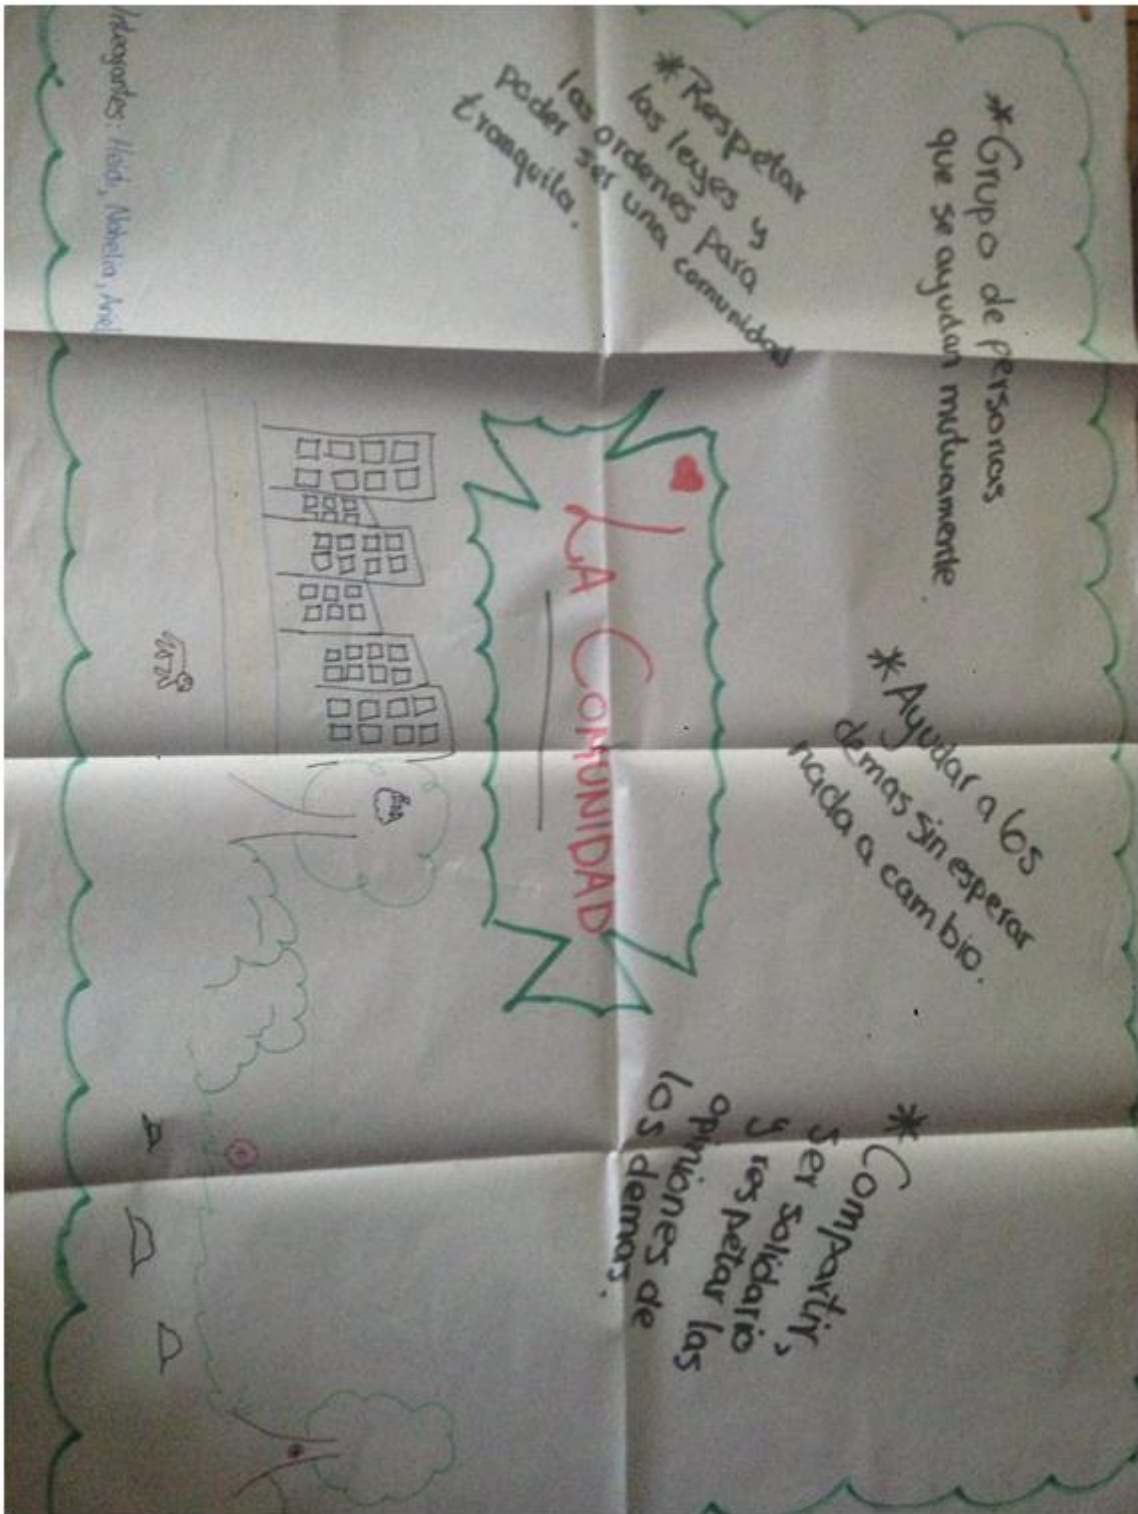 * Grupo de personas
que se ayudan mutuamente.
* Ayudar a los
demas sin esperar
nada a cambio.
* Compartir,
ser solidario
y respetar las
opiniones de
los demas.
* Respetar
las leyes y
las ordenes para
poder ser una comunidad
tranquila.
LA COMUNIDAD
Integrantes: Heidi, Nohelia, Ariel